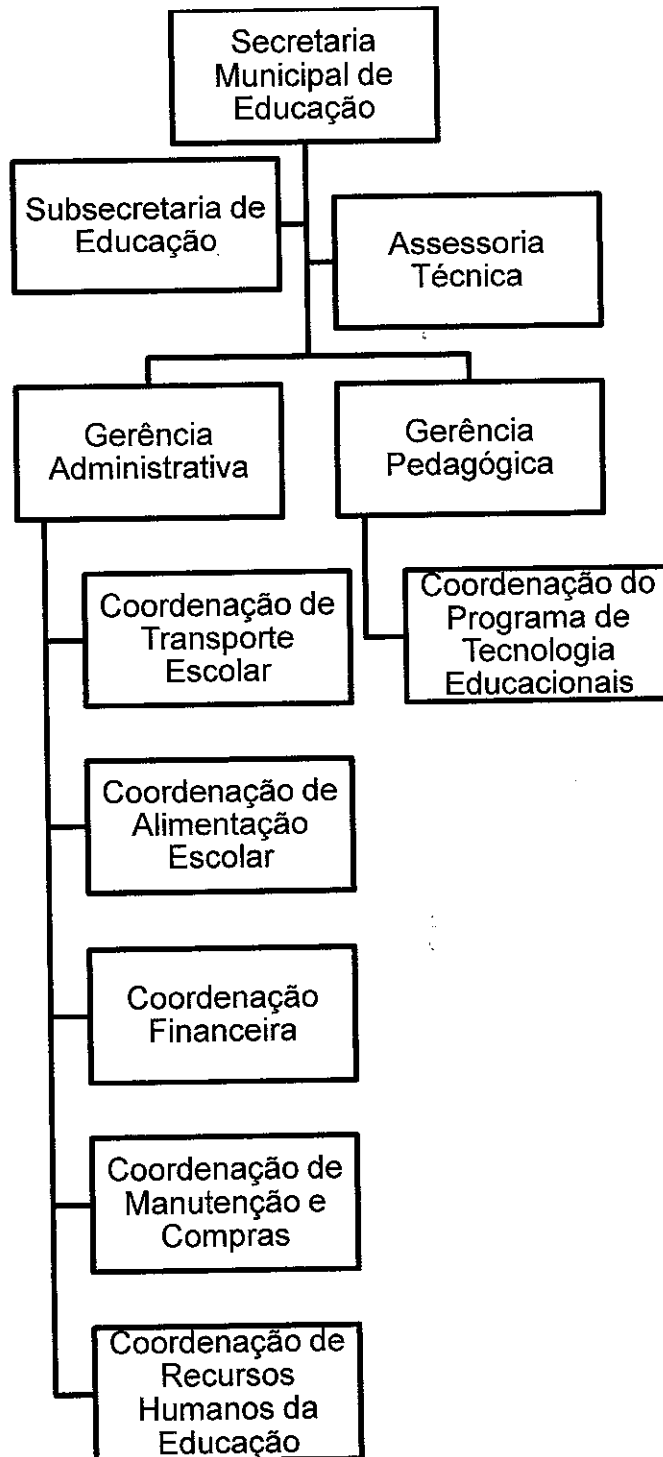 Secretaria
Municipal de
Educação
Subsecretaria de
Educação
Assessoria
Técnica
Gerência
Administrativa
Gerência
Pedagógica
Coordenação de
Transporte
Escolar
Coordenação do
Programa de
Tecnologia
Educacionais
Coordenação de
Alimentação
Escolar
Coordenação
Financeira
Coordenação de
Manutenção e
Compras
Coordenação de
Recursos
Humanos da
Educação